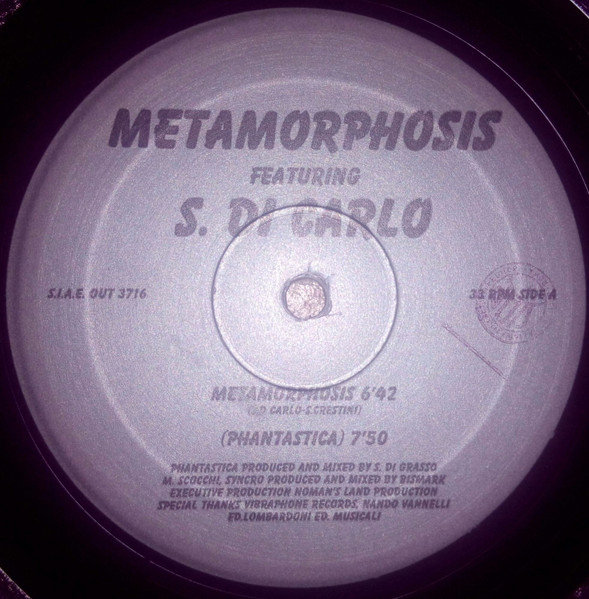 METAMORPHOSIS
FEATURING
S. DI CARLO
S.I.A.E. OUT 3716
33 RPM SIDE A
METAMORPHOSIS 6'42
CARLO-S.CRESTINI)
(PHANTASTICA) 7'50
PHANTASTICA PRODUCED AND MIXED BY S. DI GRASSO
M. SCOCCHI, SYNCRO PRODUCED AND MIXED BY BISMARK
EXECUTIVE PRODUCTION NOMAN'S LAND PRODUCTION
SPECIAL THANKS VIBRAPHONE RECORDS, NANDO VANNELLI
ED.LOMBARDONI ED. MUSICALI